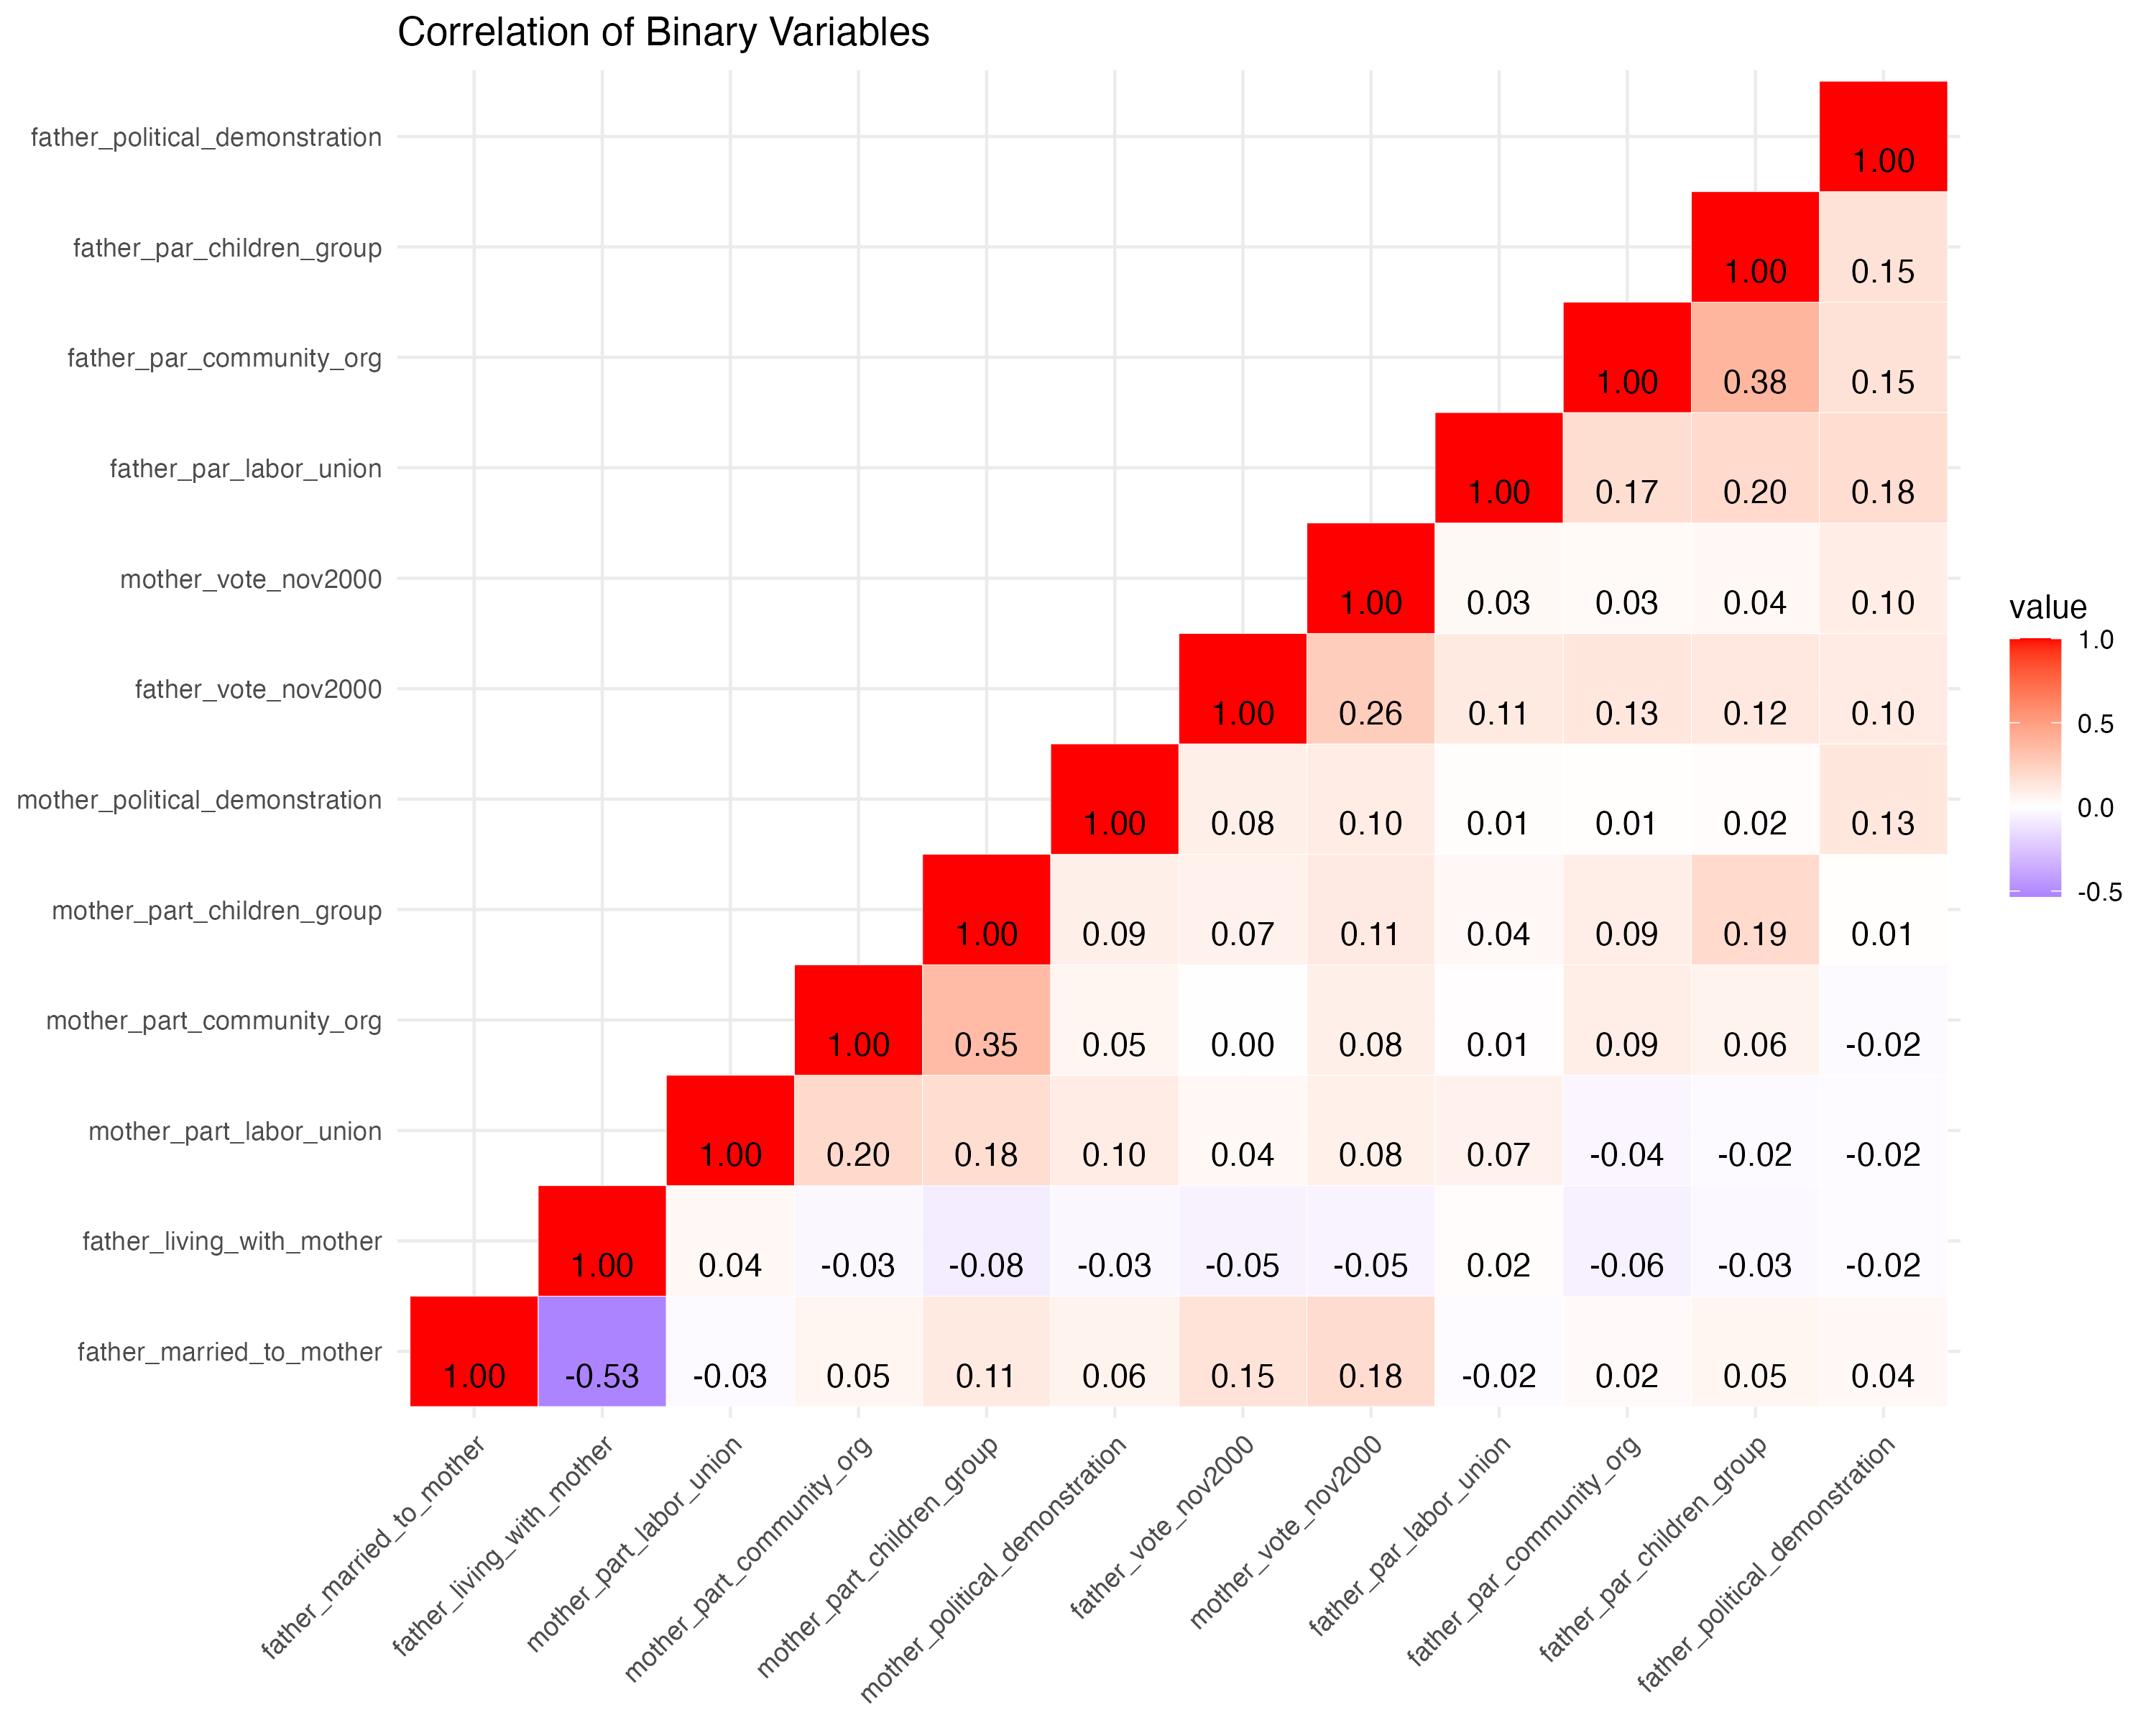 Correlation of Binary Variables
father_political_demonstration 1.00
father_par_children_group 1.00 0.15
father_par_community_org 1.00 0.38 0.15
father_par_labor_union 1.00 0.17 0.20 0.18
mother_vote_nov2000 1.00 0.03 0.03 0.04 0.10
father_vote_nov2000 1.00 0.26 0.11 0.13 0.12 0.10
mother_political_demonstration 1.00 0.08 0.10 0.01 0.01 0.02 0.13
mother_part_children_group 1.00 0.09 0.07 0.11 0.04 0.09 0.19 0.01
mother_part_community_org 1.00 0.35 0.05 0.00 0.08 0.01 0.09 0.06 -0.02
mother_part_labor_union 1.00 0.20 0.18 0.10 0.04 0.08 0.07 -0.04 -0.02 -0.02
father_living_with_mother 1.00 0.04 -0.03 -0.08 -0.03 -0.05 -0.05 0.02 -0.06 -0.03 -0.02
father_married_to_mother 1.00 -0.53 -0.03 0.05 0.11 0.06 0.15 0.18 -0.02 0.02 0.05 0.04
father_married_to_mother
father_living_with_mother
mother_part_labor_union
mother_part_community_org
mother_part_children_group
mother_political_demonstration
father_vote_nov2000
mother_vote_nov2000
father_par_labor_union
father_par_community_org
father_par_children_group
father_political_demonstration
value
1.0
0.5
0.0
-0.5